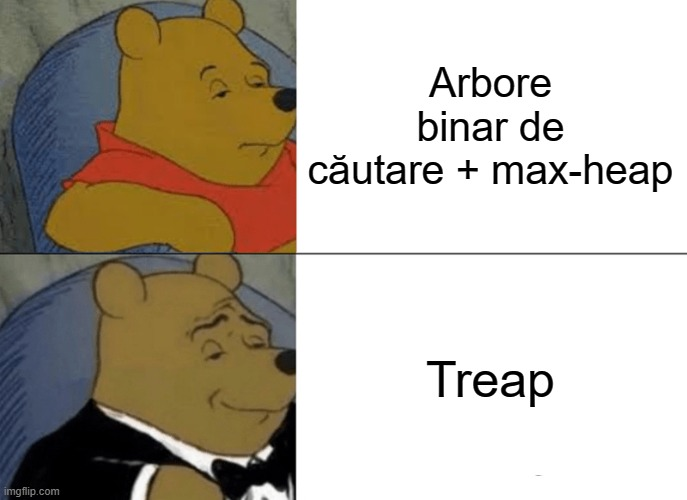 Arbore
binar de
căutare + max-heap
Treap
imgflip.com